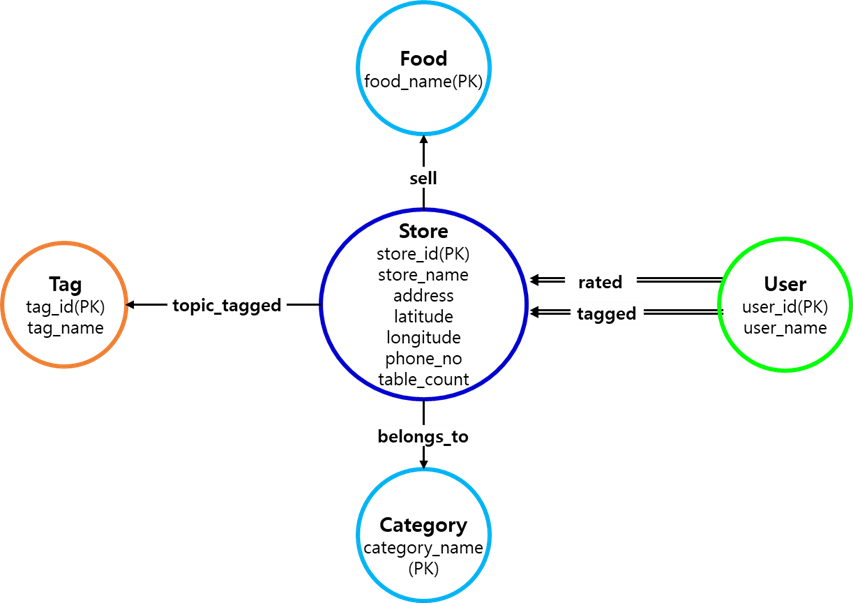 Food
food_name(PK)
sell
Store
store_id(PK)
store_name
address
latitude
longitude
phone_no
table_count
Tag
tag_id(PK)
tag_name
topic_tagged
rated
tagged
User
user_id(PK)
user_name
belongs_to
Category
category_name
(PK)